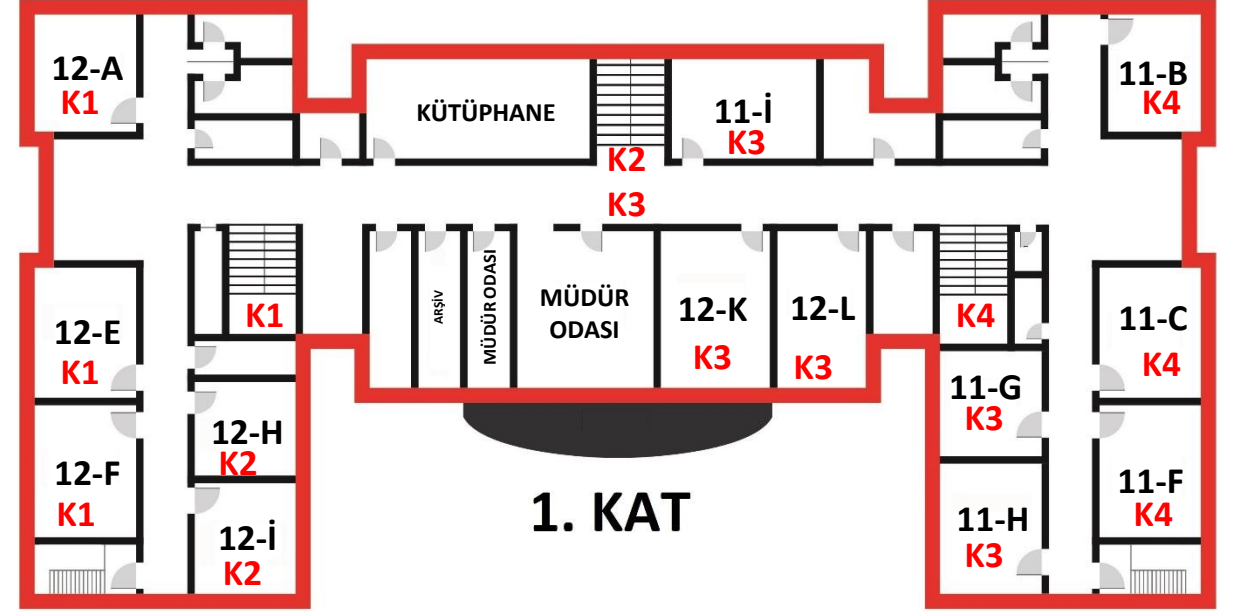 12-A
K1
KÜTÜPHANE
11-İ
K3
11-B
K4
K2
K3
K1
ARŞİV
MÜDÜR ODASI
MÜDÜR
ODASI
12-K
K3
12-L
K3
K4
12-E
K1
11-C
K4
11-G
K3
12-H
K2
12-F
K1
11-F
K4
12-İ
K2
11-H
K3
1. KAT